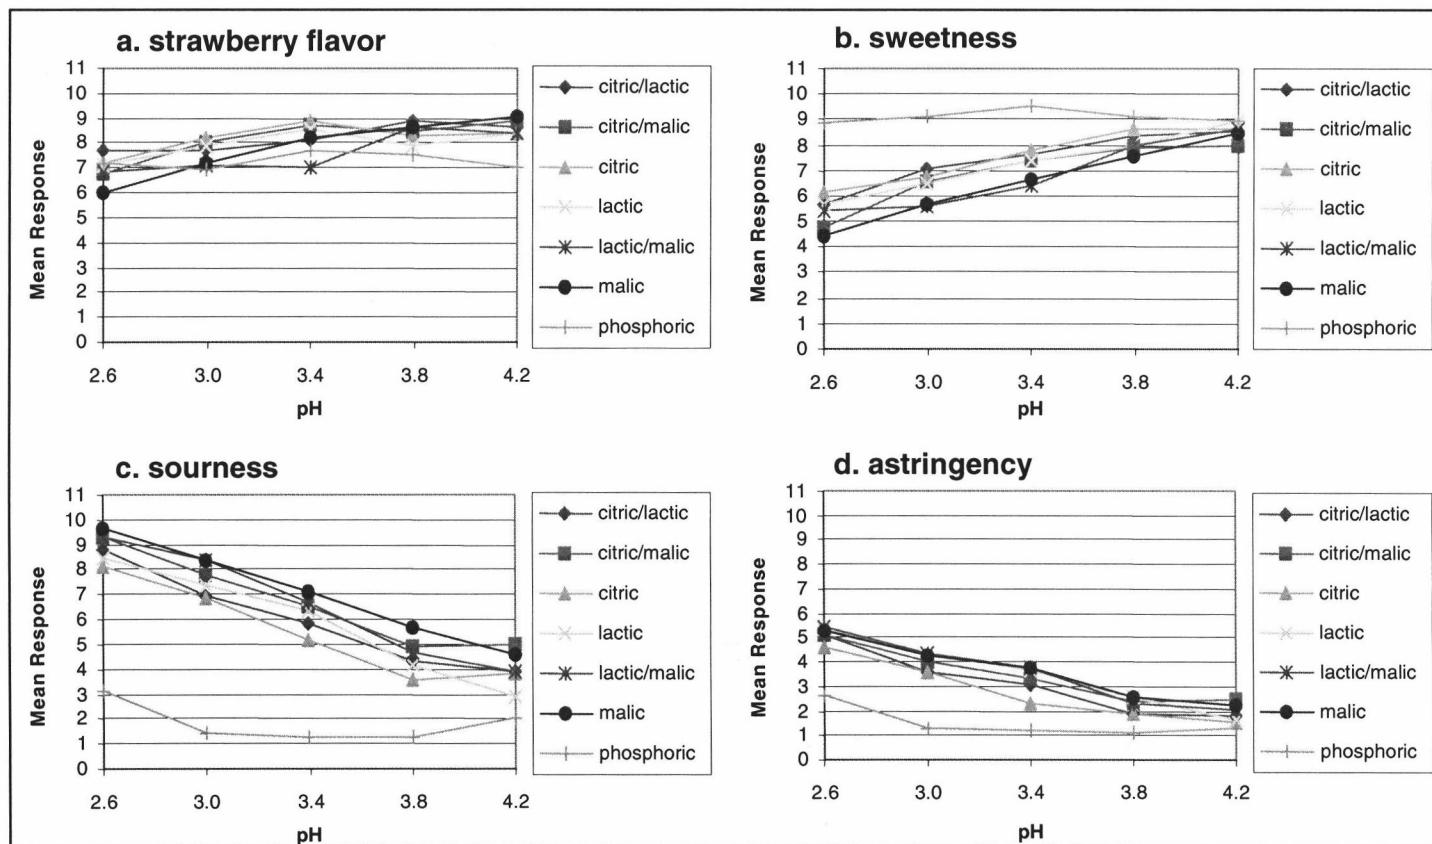 a. strawberry flavor
11
10
9
8
7
6
5
4
3
2
1
0
Mean Response
2.6 3.0 3.4 3.8 4.2
pH
citric/lactic
citric/malic
citric
lactic
lactic/malic
malic
phosphoric
b. sweetness
11
10
9
8
7
6
5
4
3
2
1
0
Mean Response
2.6 3.0 3.4 3.8 4.2
pH
citric/lactic
citric/malic
citric
lactic
lactic/malic
malic
phosphoric
c. sourness
11
10
9
8
7
6
5
4
3
2
1
0
Mean Response
2.6 3.0 3.4 3.8 4.2
pH
citric/lactic
citric/malic
citric
lactic
lactic/malic
malic
phosphoric
d. astringency
11
10
9
8
7
6
5
4
3
2
1
0
Mean Response
2.6 3.0 3.4 3.8 4.2
pH
citric/lactic
citric/malic
citric
lactic
lactic/malic
malic
phosphoric